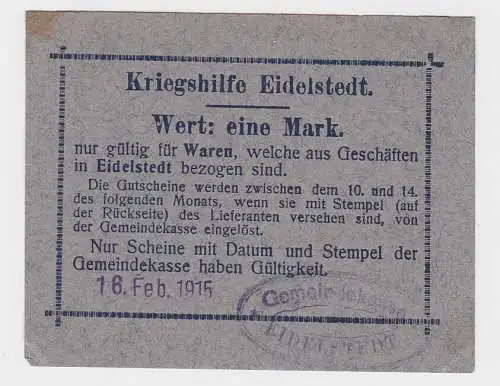 Kriegshilfe Eidelstedt.
Wert: eine Mark.
nur gültig für Waren, welche aus Geschäften
in Eidelstedt bezogen sind.
Die Gutscheine werden zwischen dem 10. und 14.
des folgenden Monats, wenn sie mit Stempel (auf
der Rückseite) des Lieferanten versehen sind, von
der Gemeindekasse eingelöst.
Nur Scheine mit Datum und Stempel der
Gemeindekasse haben Gültigkeit.
16. Feb. 1915
EIDELSTEDT